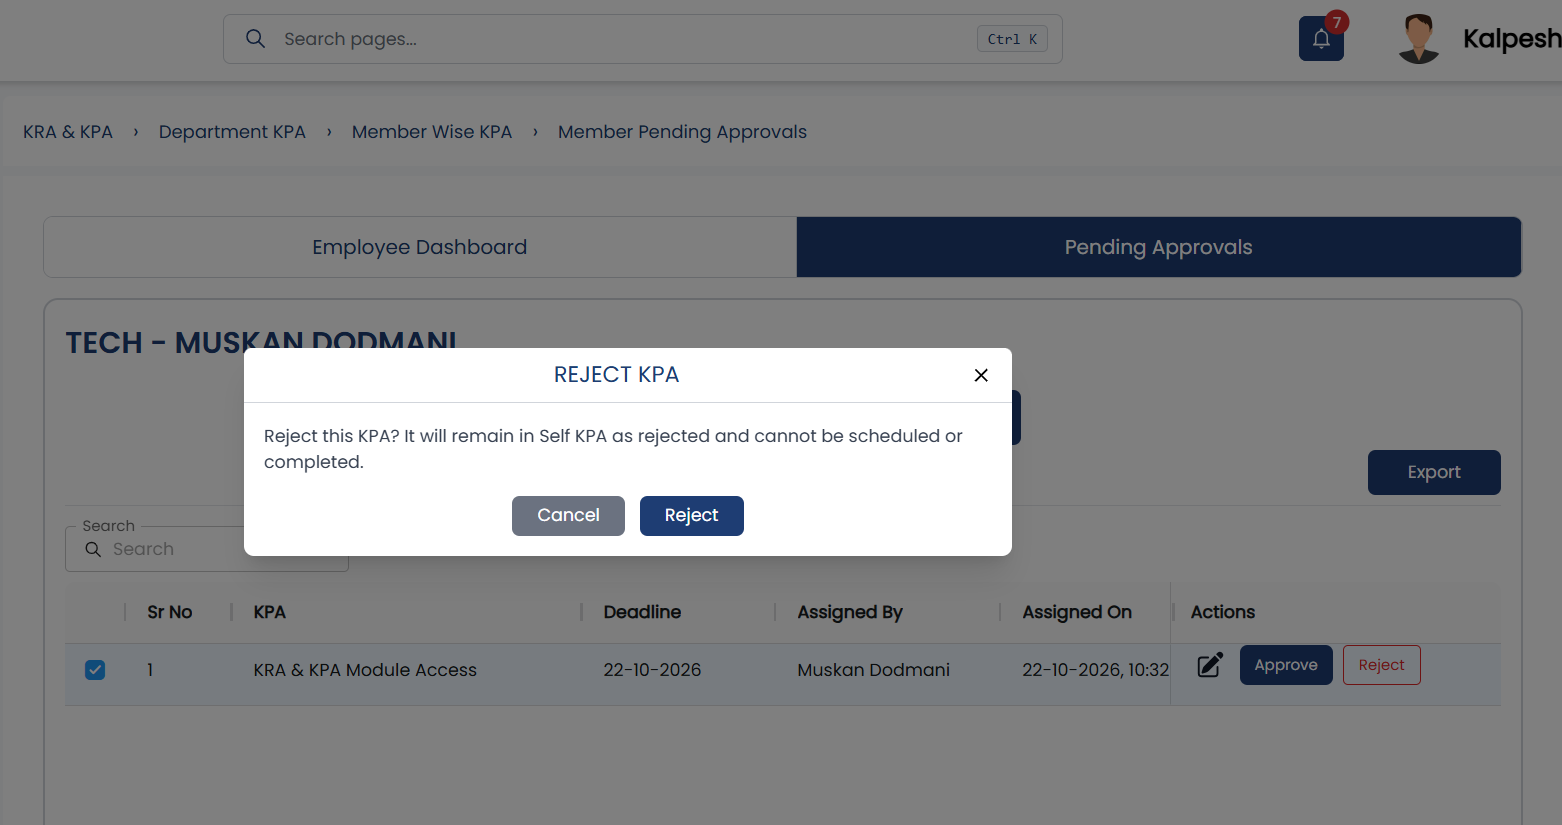 Search pages...
Ctrl K
7
Kalpesh
KRA & KPA › Department KPA › Member Wise KPA › Member Pending Approvals
Employee Dashboard
Pending Approvals
TECH - MUSKAN DODMANI
REJECT KPA
Reject this KPA? It will remain in Self KPA as rejected and cannot be scheduled or
completed.
Cancel
Reject
Export
Search
Search
Sr No KPA Deadline Assigned By Assigned On Actions
1 KRA & KPA Module Access 22-10-2026 Muskan Dodmani 22-10-2026, 10:32 Approve Reject